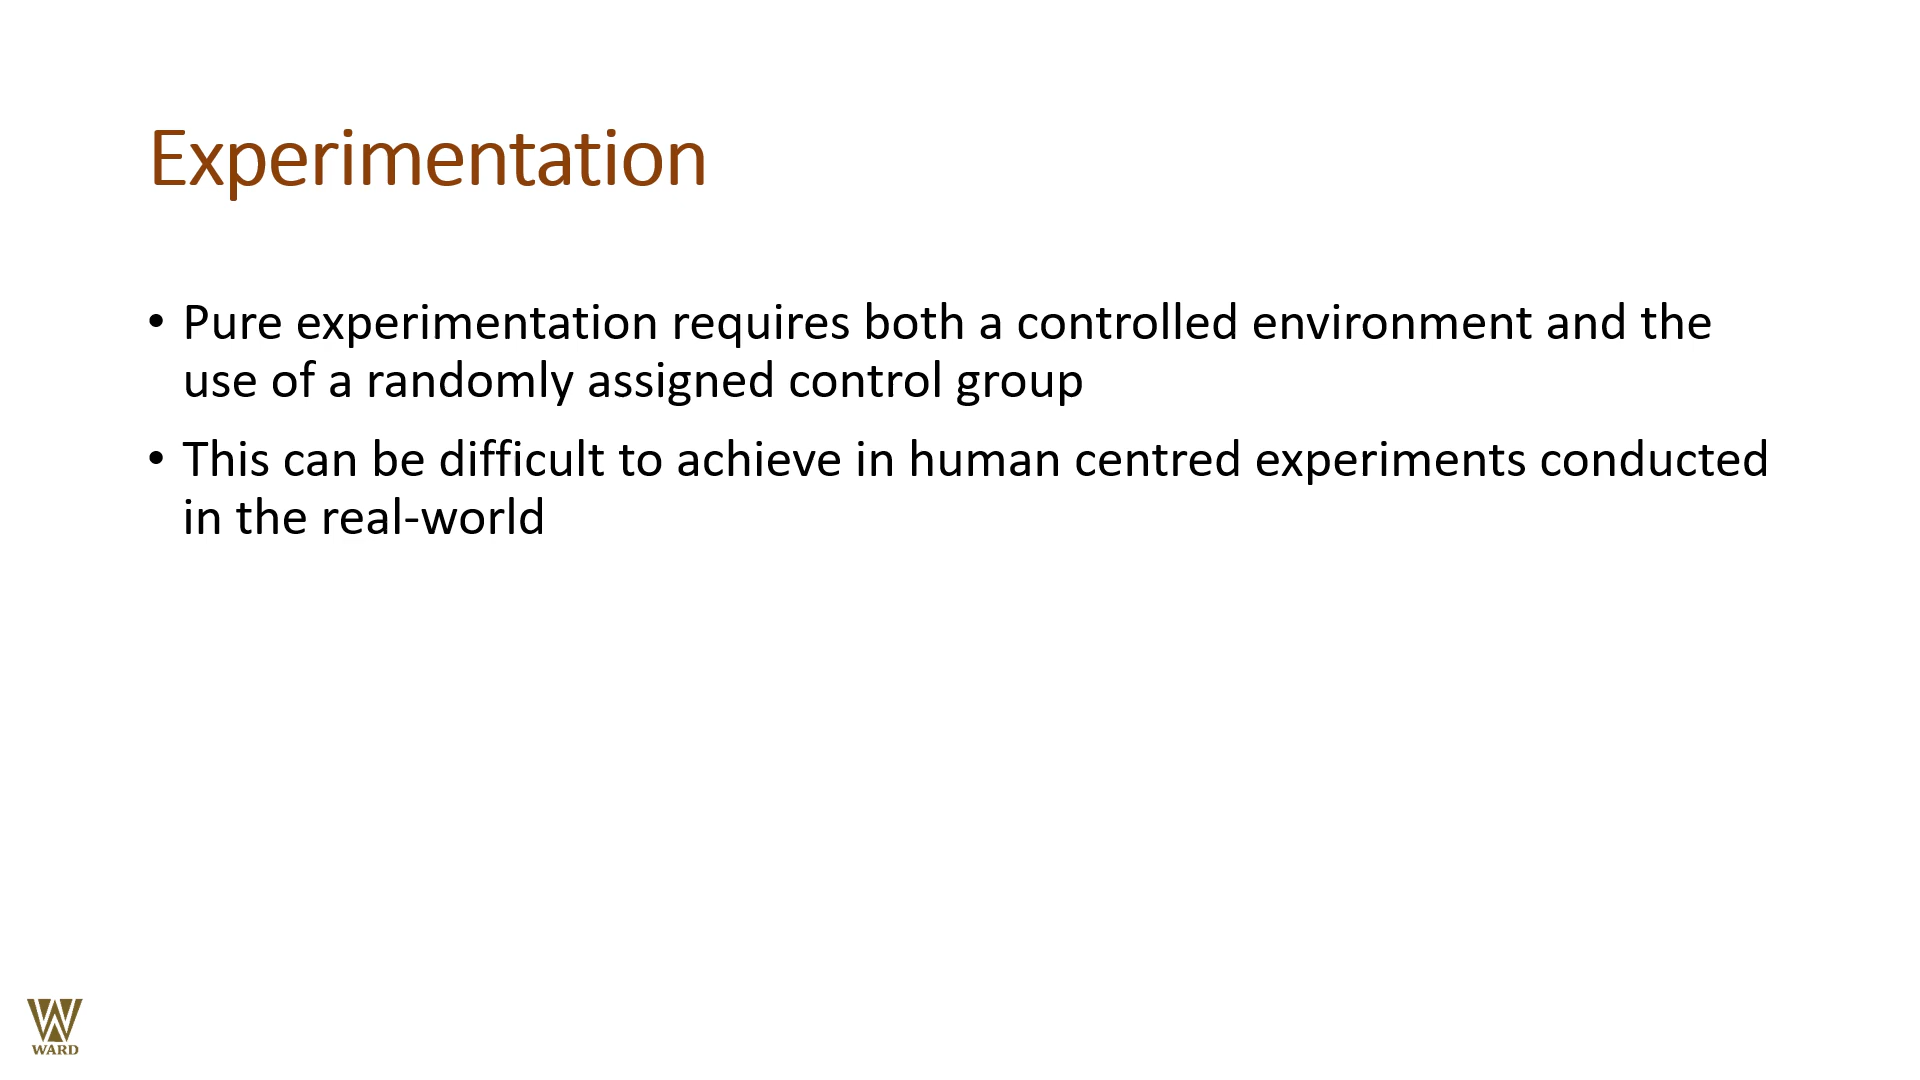 Experimentation
• Pure experimentation requires both a controlled environment and the
use of a randomly assigned control group
• This can be difficult to achieve in human centred experiments conducted
in the real-world
W
WARD